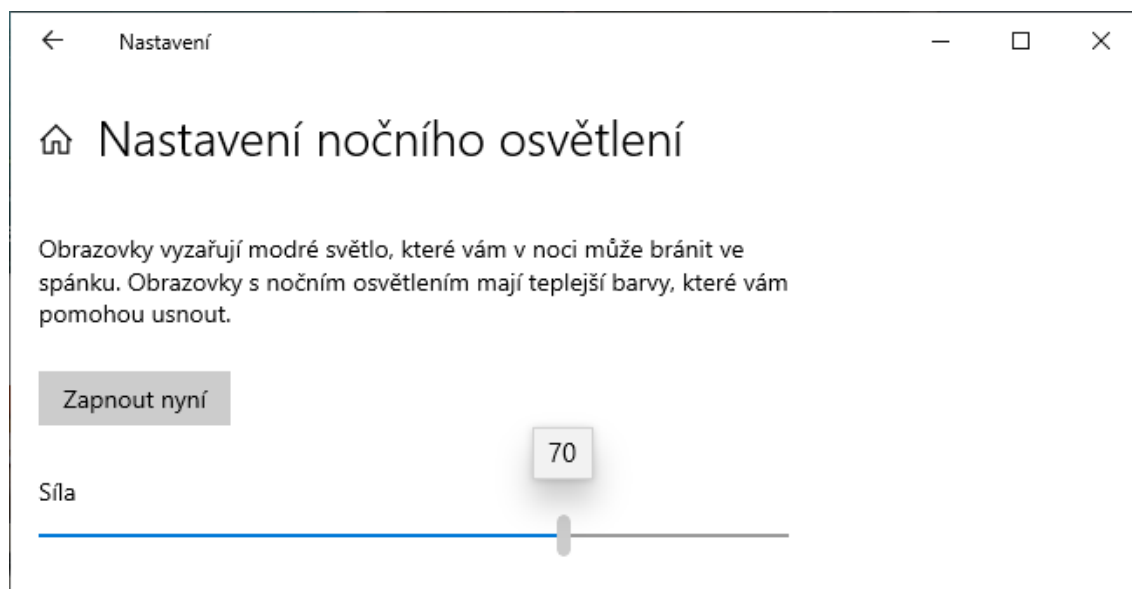 Nastavení
Nastavení nočního osvětlení
Obrazovky vyzařují modré světlo, které vám v noci může bránit ve
spánku. Obrazovky s nočním osvětlením mají teplejší barvy, které vám
pomohou usnout.
Zapnout nyní
70
Síla